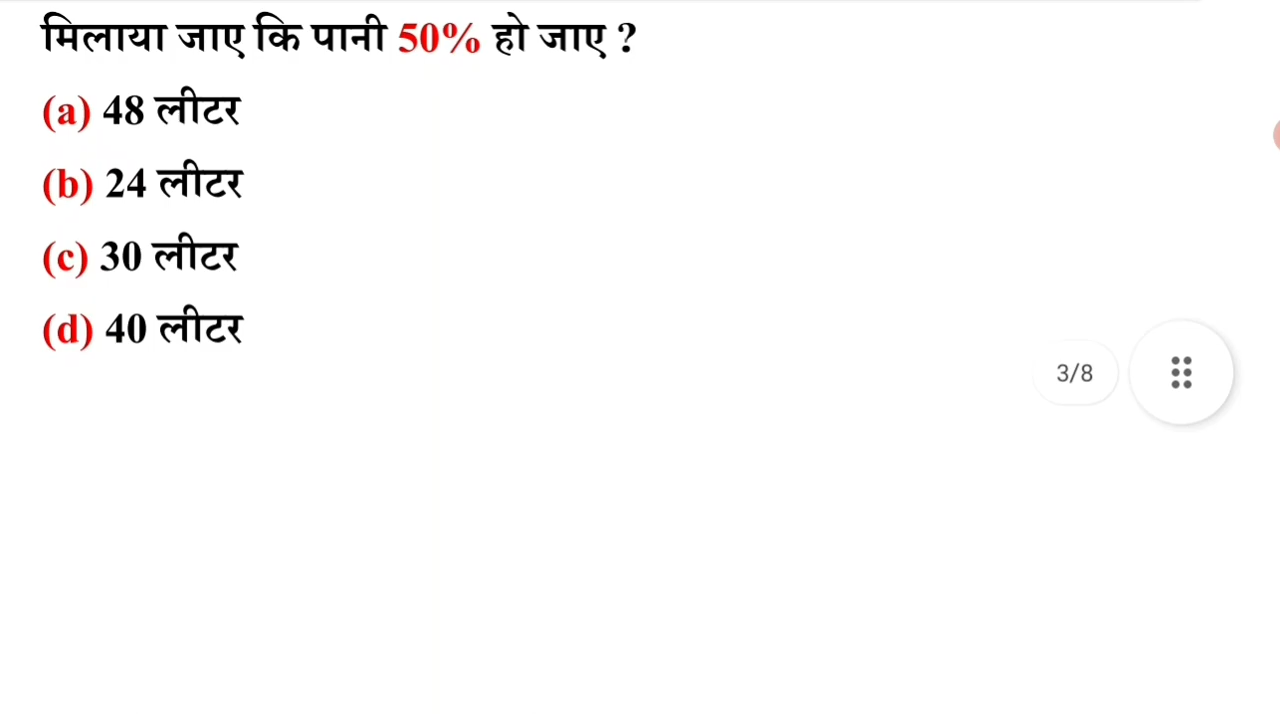 मिलाया जाए कि पानी 50% हो जाए ?
(a) 48 लीटर
(b) 24 लीटर
(c) 30 लीटर
(d) 40 लीटर
3/8